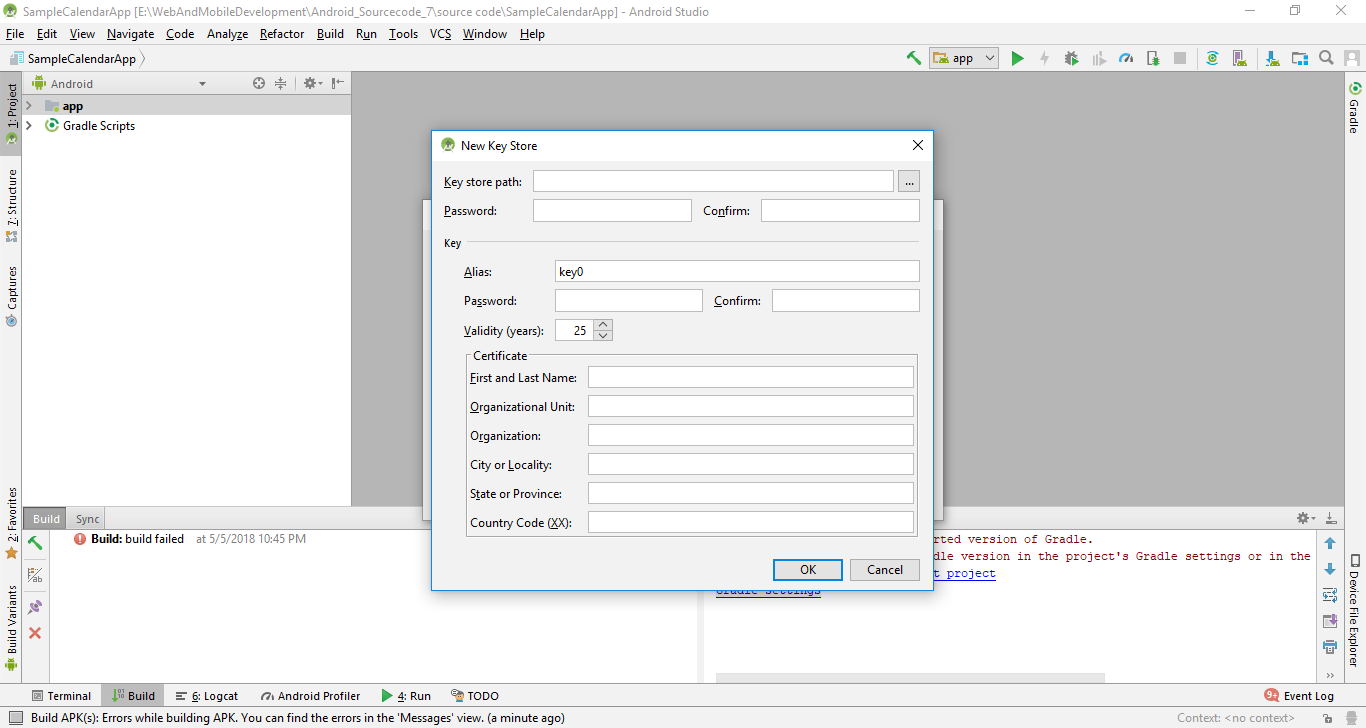 SampleCalendarApp [E:\WebAndMobileDevelopment\Android_Sourcecode_7\source code\SampleCalendarApp] - Android Studio
File Edit View Navigate Code Analyze Refactor Build Run Tools VCS Window Help
SampleCalendarApp
app
1: Project
7: Structure
Captures
2: Favorites
Build Variants
Android
app
Gradle Scripts
New Key Store
Key store path:
...
Password:
Confirm:
Key
Alias:
key0
Password:
Confirm:
Validity (years):
25
Certificate
First and Last Name:
Organizational Unit:
Organization:
City or Locality:
State or Province:
Country Code (XX):
OK
Cancel
Gradle
Device File Explorer
Build Sync
Build: build failed at 5/5/2018 10:45 PM
version of Gradle.
version in the project's Gradle settings or in the
project
Gradle settings
Terminal Build 6: Logcat Android Profiler 4: Run TODO
9+ Event Log
Build APK(s): Errors while building APK. You can find the errors in the 'Messages' view. (a minute ago)
Context: <no context>